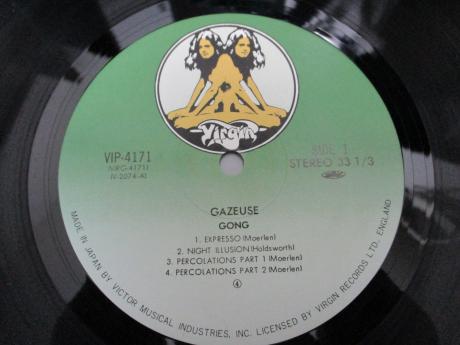 Virgin
VIP-4171
(VIRG-4171)
(V-2074-A)
SIDE 1
STEREO 33 1/3
GAZEUSE
GONG
1. EXPRESSO (Moerlen)
2. NIGHT ILLUSION (Holdsworth)
3. PERCOLATIONS PART 1 (Moerlen)
4. PERCOLATIONS PART 2 (Moerlen)
4
MADE IN JAPAN BY VICTOR MUSICAL INDUSTRIES, INC. LICENSED BY VIRGIN RECORDS LTD., ENGLAND